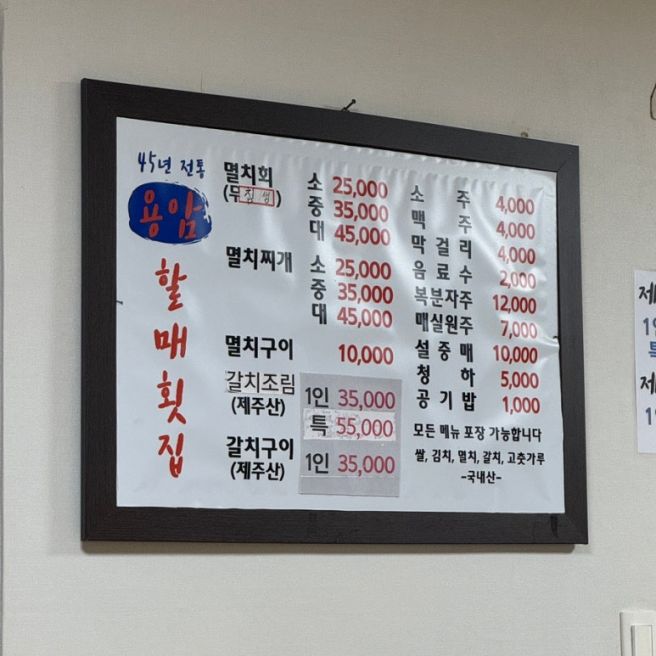 45년 전통
용암
할매횟집
멸치회 소 25,000
(무침, 생) 중 35,000
대 45,000
멸치찌개 소 25,000
중 35,000
대 45,000
멸치구이 10,000
갈치조림 1인 35,000
(제주산) 특 55,000
갈치구이 1인 35,000
(제주산)
소 주 4,000
맥 주 4,000
막 걸 리 4,000
음 료 수 2,000
복분자주 12,000
매실원주 7,000
설 중 매 10,000
청 하 5,000
공 기 밥 1,000
모든 메뉴 포장 가능합니다
쌀, 김치, 멸치, 갈치, 고춧가루
-국내산-